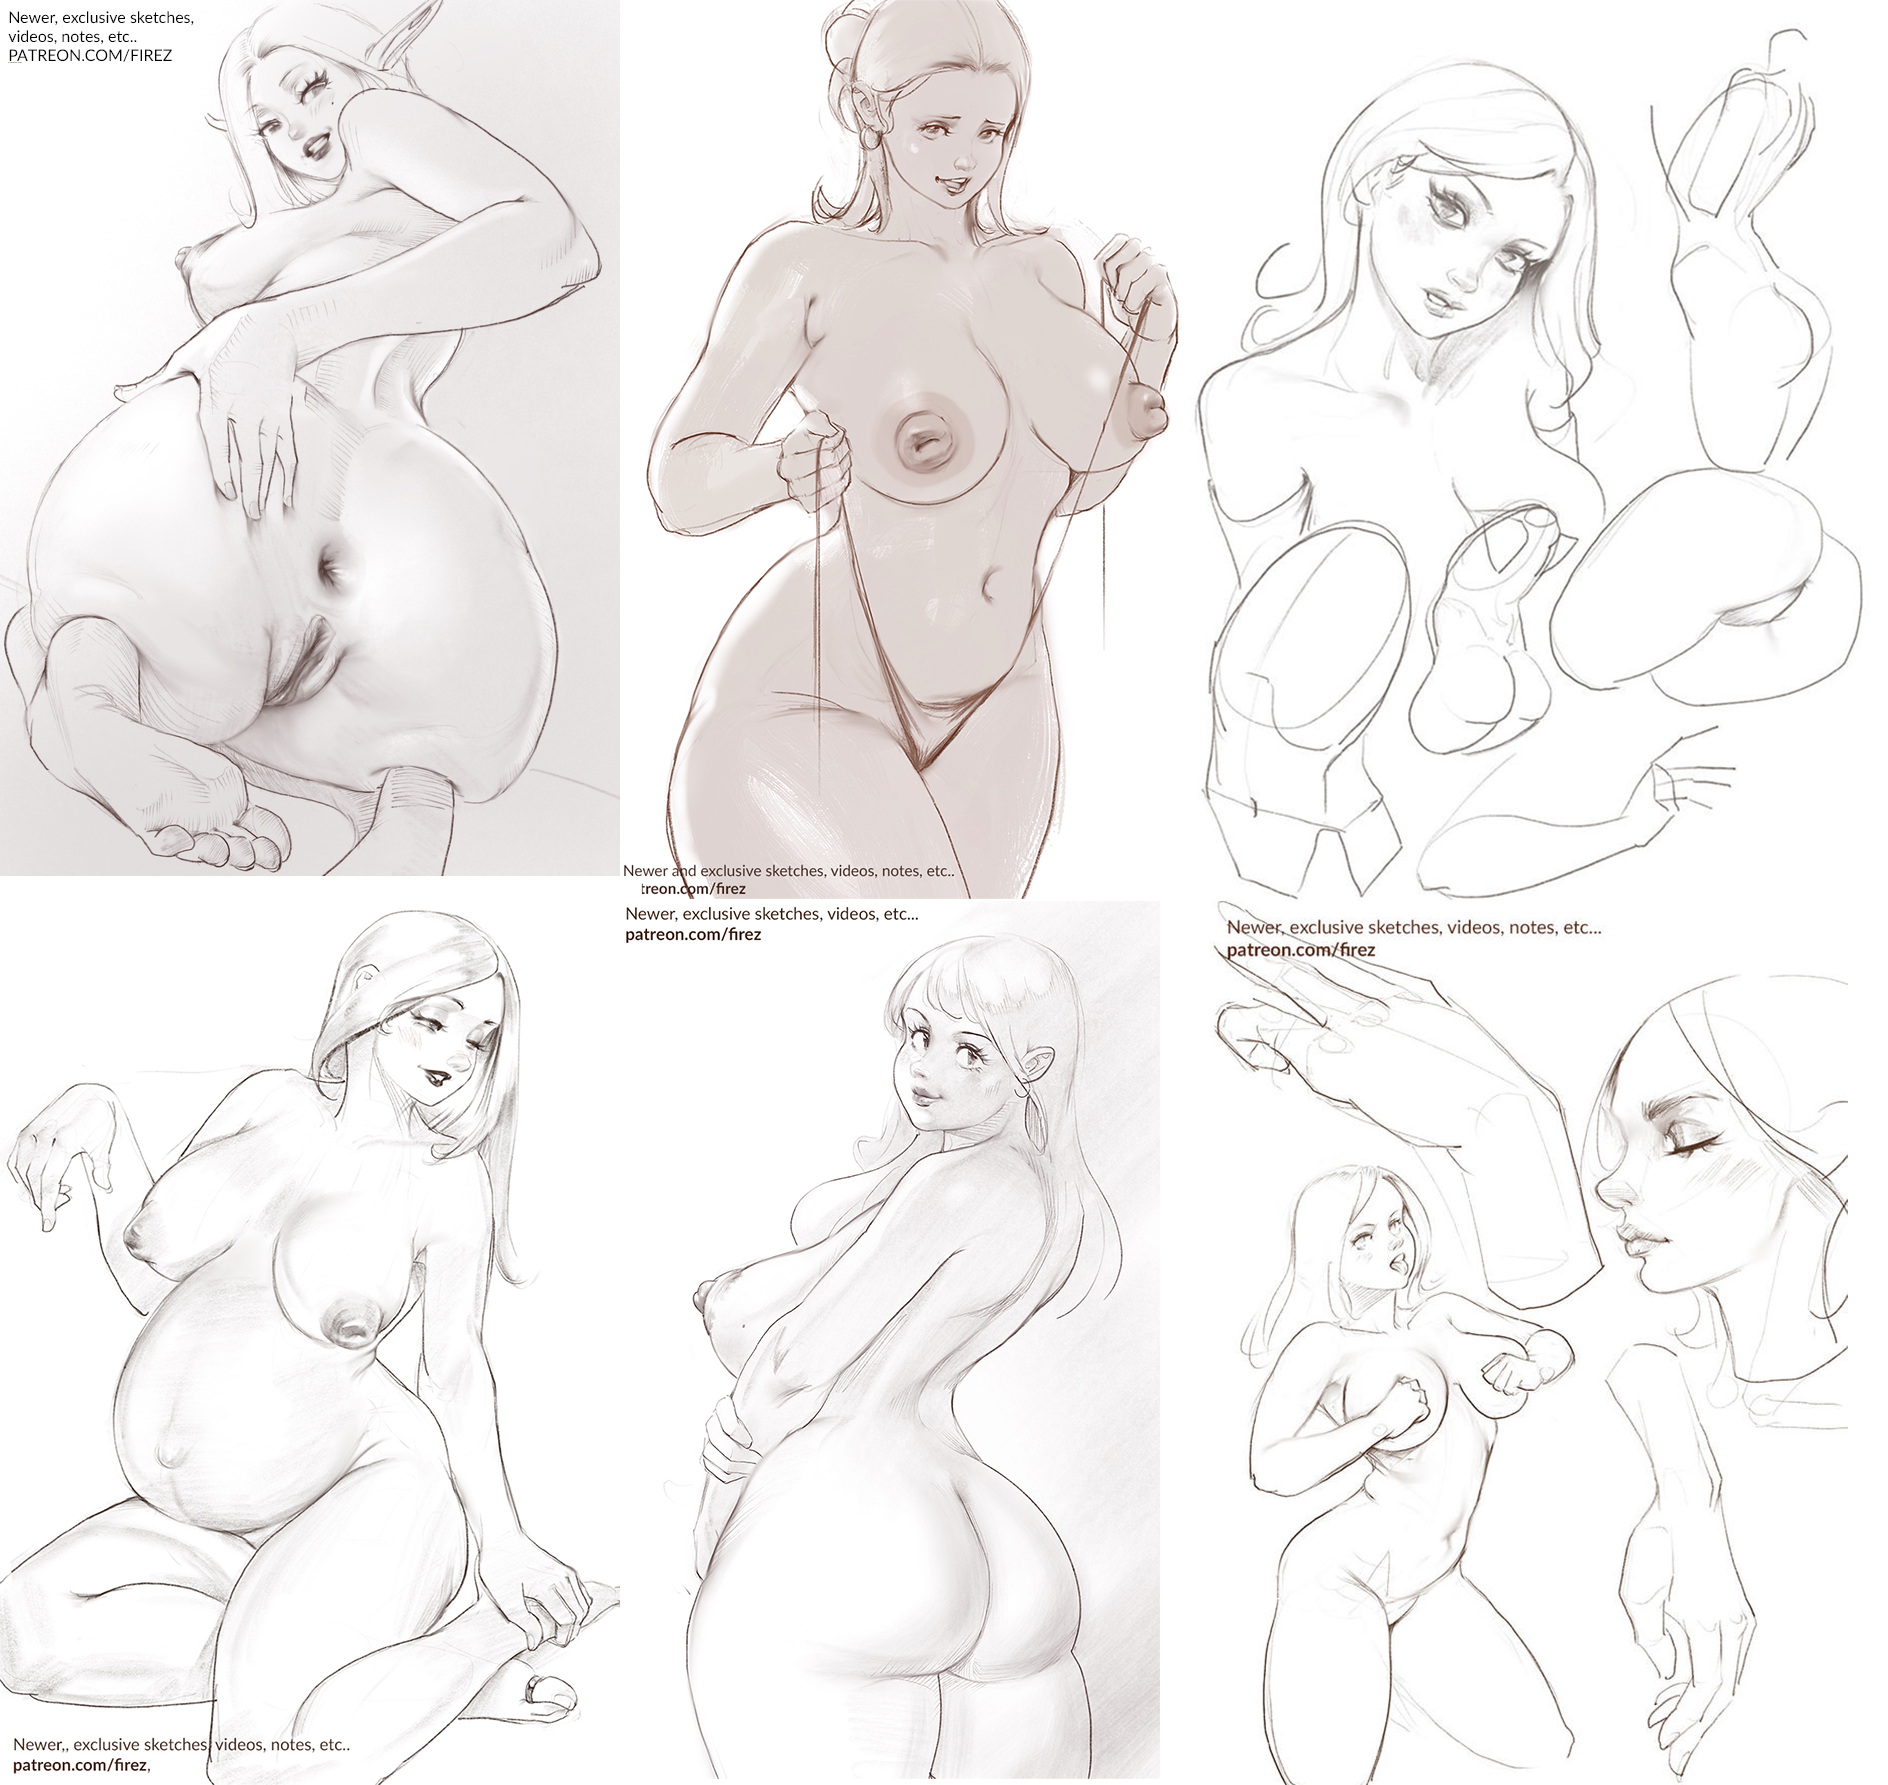 Newer, exclusive sketches,
videos, notes, etc..
PATREON.COM/FIREZ
Newer and exclusive sketches, videos, notes, etc..
treon.com/firez
Newer, exclusive sketches, videos, etc...
patreon.com/firez
Newer, exclusive sketches, videos, notes, etc...
patreon.com/firez
Newer,, exclusive sketches, videos, notes, etc..
patreon.com/firez,